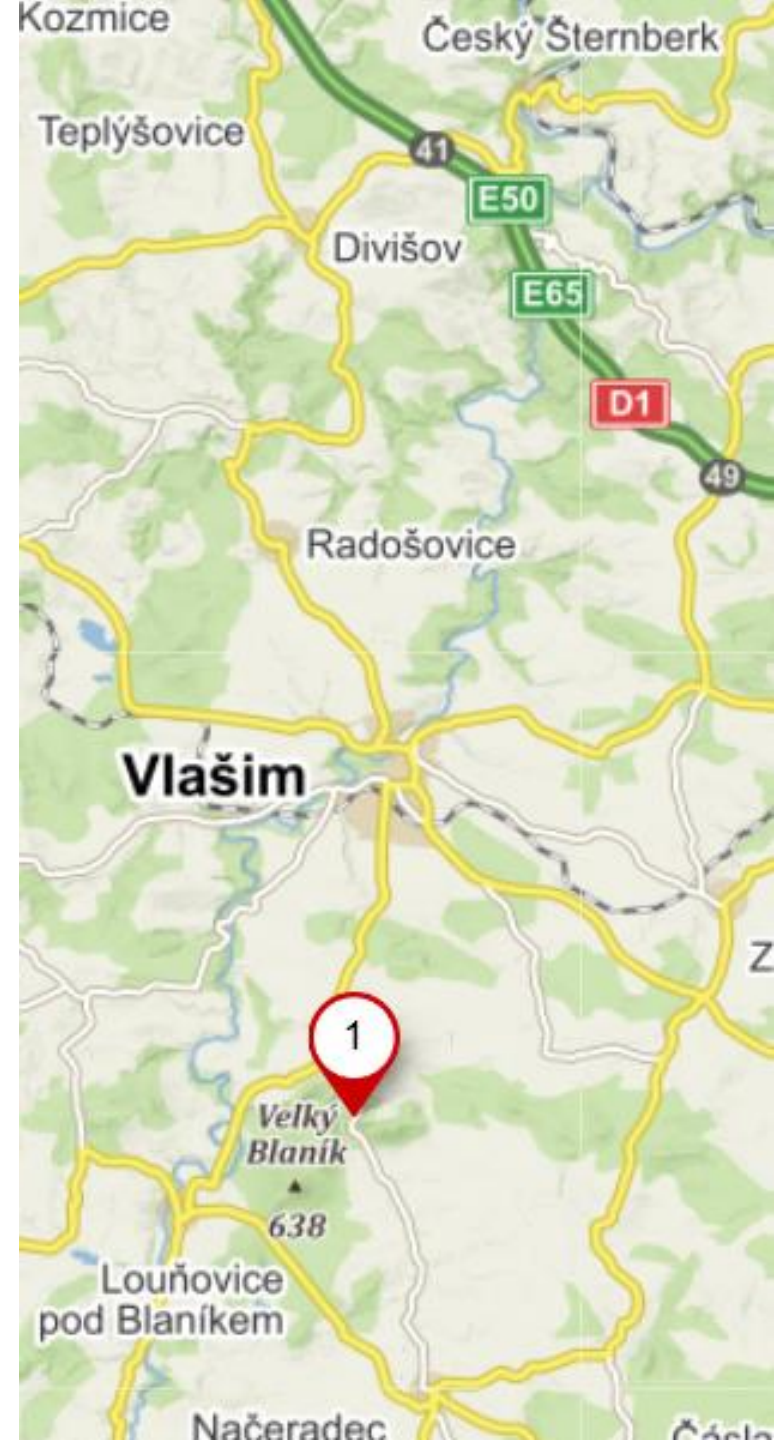 Kozmice
Český Šternberk
Teplýšovice
41
E50
Divišov
E65
D1
49
Radošovice
Vlašim
Z
1
Velký
Blaník
638
Louňovice
pod Blaníkem
Načeradec
Čásla